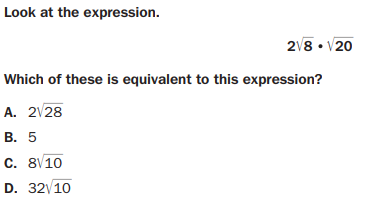 Look at the expression.
2√8 • √20
Which of these is equivalent to this expression?
A. 2√28
B. 5
C. 8√10
D. 32√10